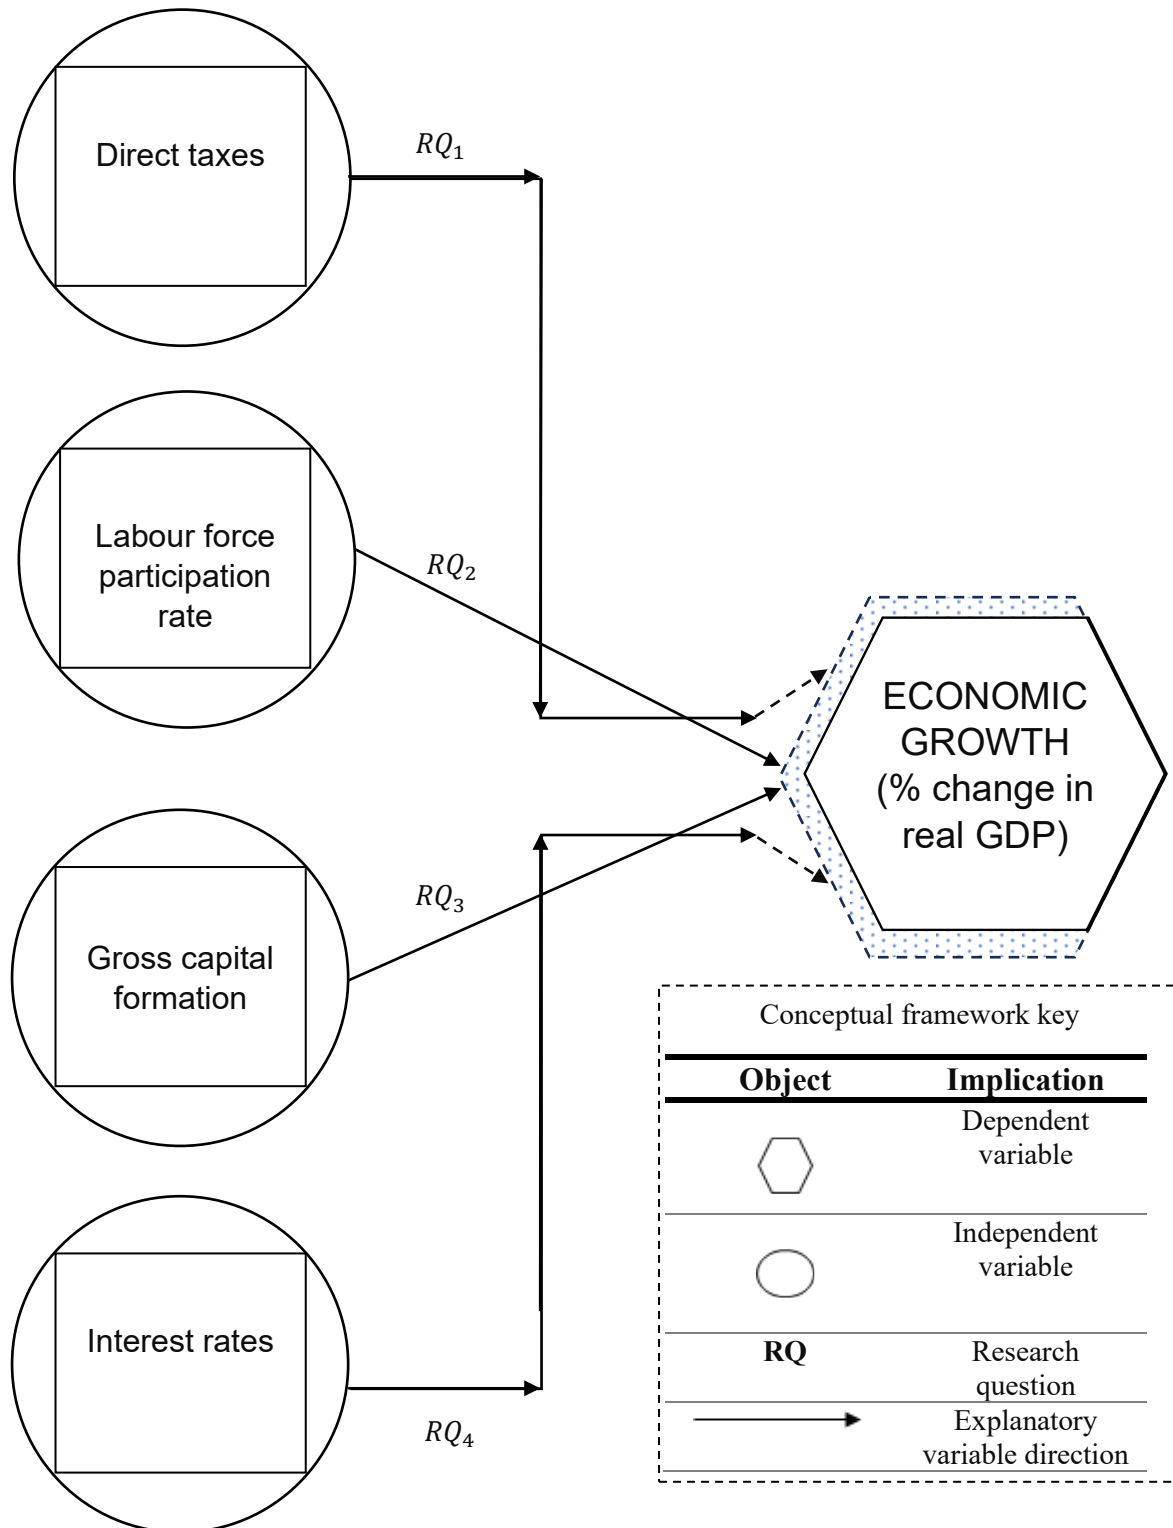 Direct taxes
RQ₁
Labour force
participation
rate
RQ₂
ECONOMIC
GROWTH
(% change in
real GDP)
RQ₃
Gross capital
formation
Interest rates
RQ₄
Conceptual framework key
Object Implication
Dependent
variable
Independent
variable
RQ Research
question
Explanatory
variable direction